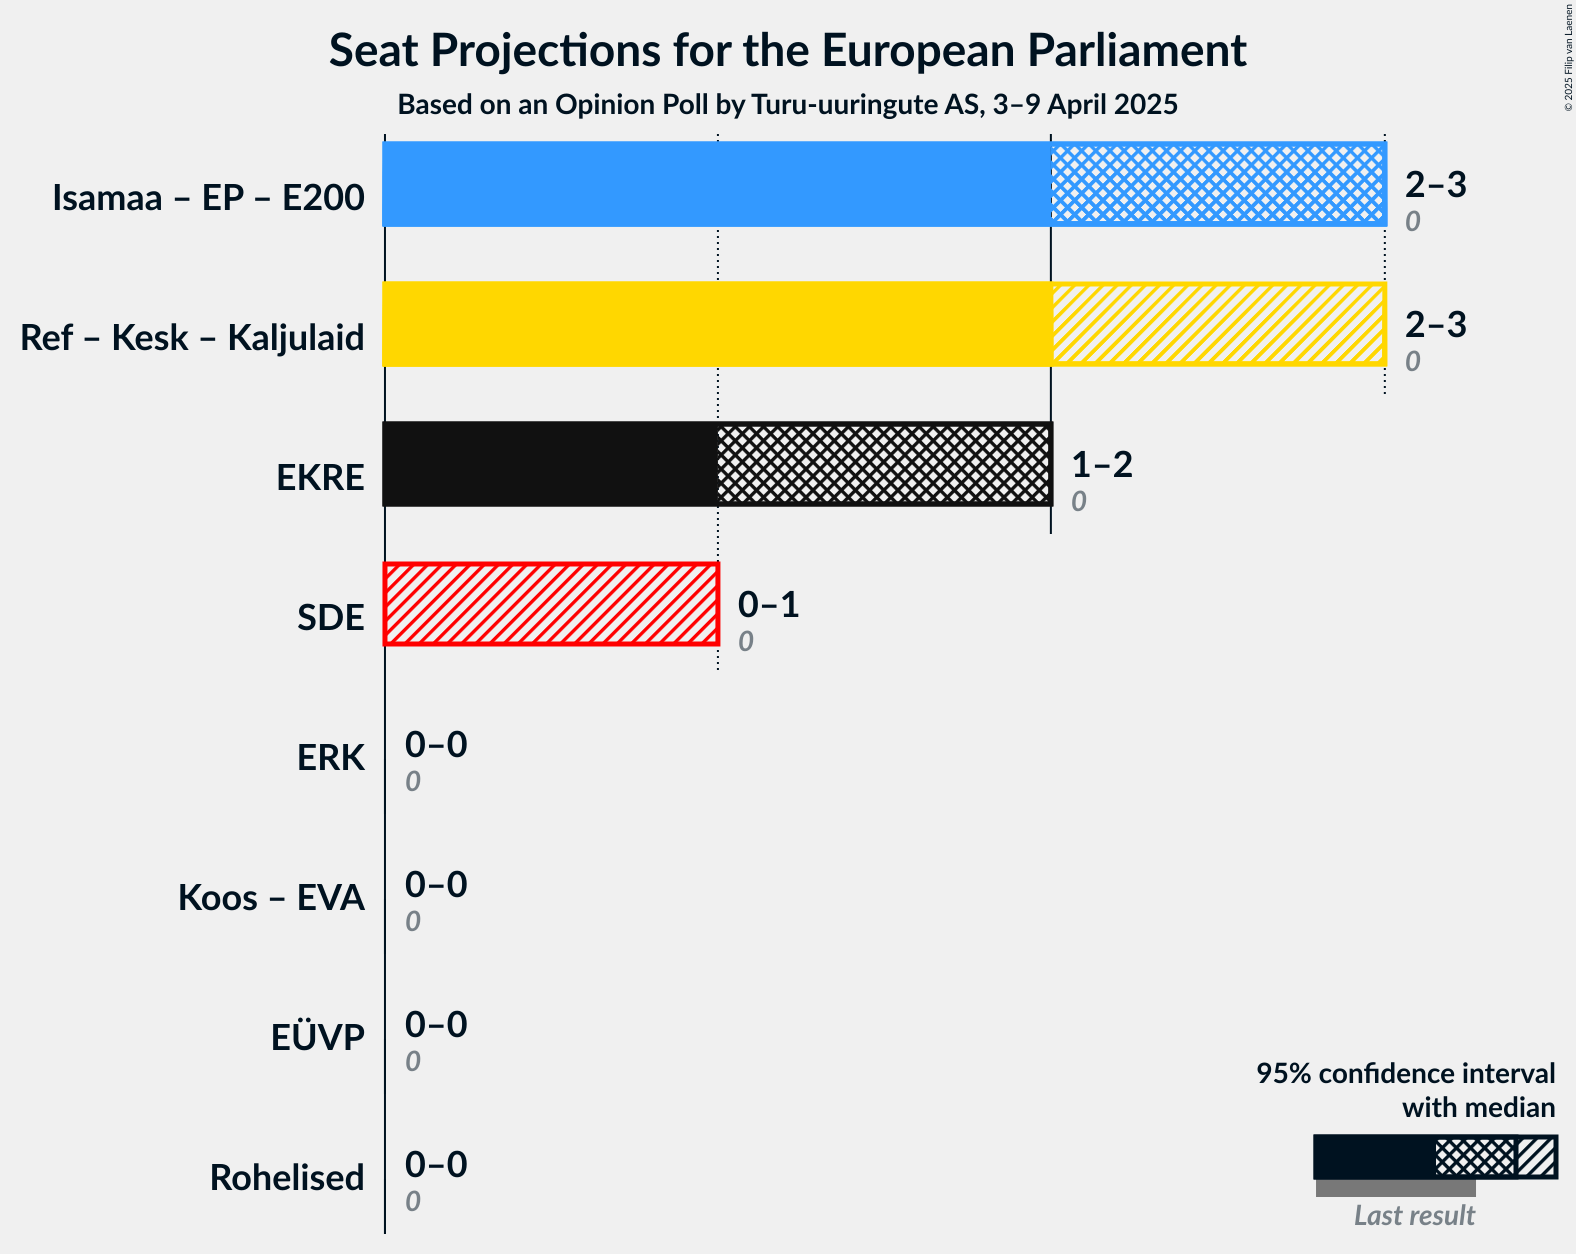 Seat Projections for the European Parliament
Based on an Opinion Poll by Turu-uuringute AS, 3–9 April 2025
© 2025 Filip van Laenen
Isamaa – EP – E200
2–3
0
Ref – Kesk – Kaljulaid
2–3
0
EKRE
1–2
0
SDE
0–1
0
ERK
0–0
0
Koos – EVA
0–0
0
EÜVP
0–0
0
Rohelised
0–0
0
95% confidence interval
with median
Last result